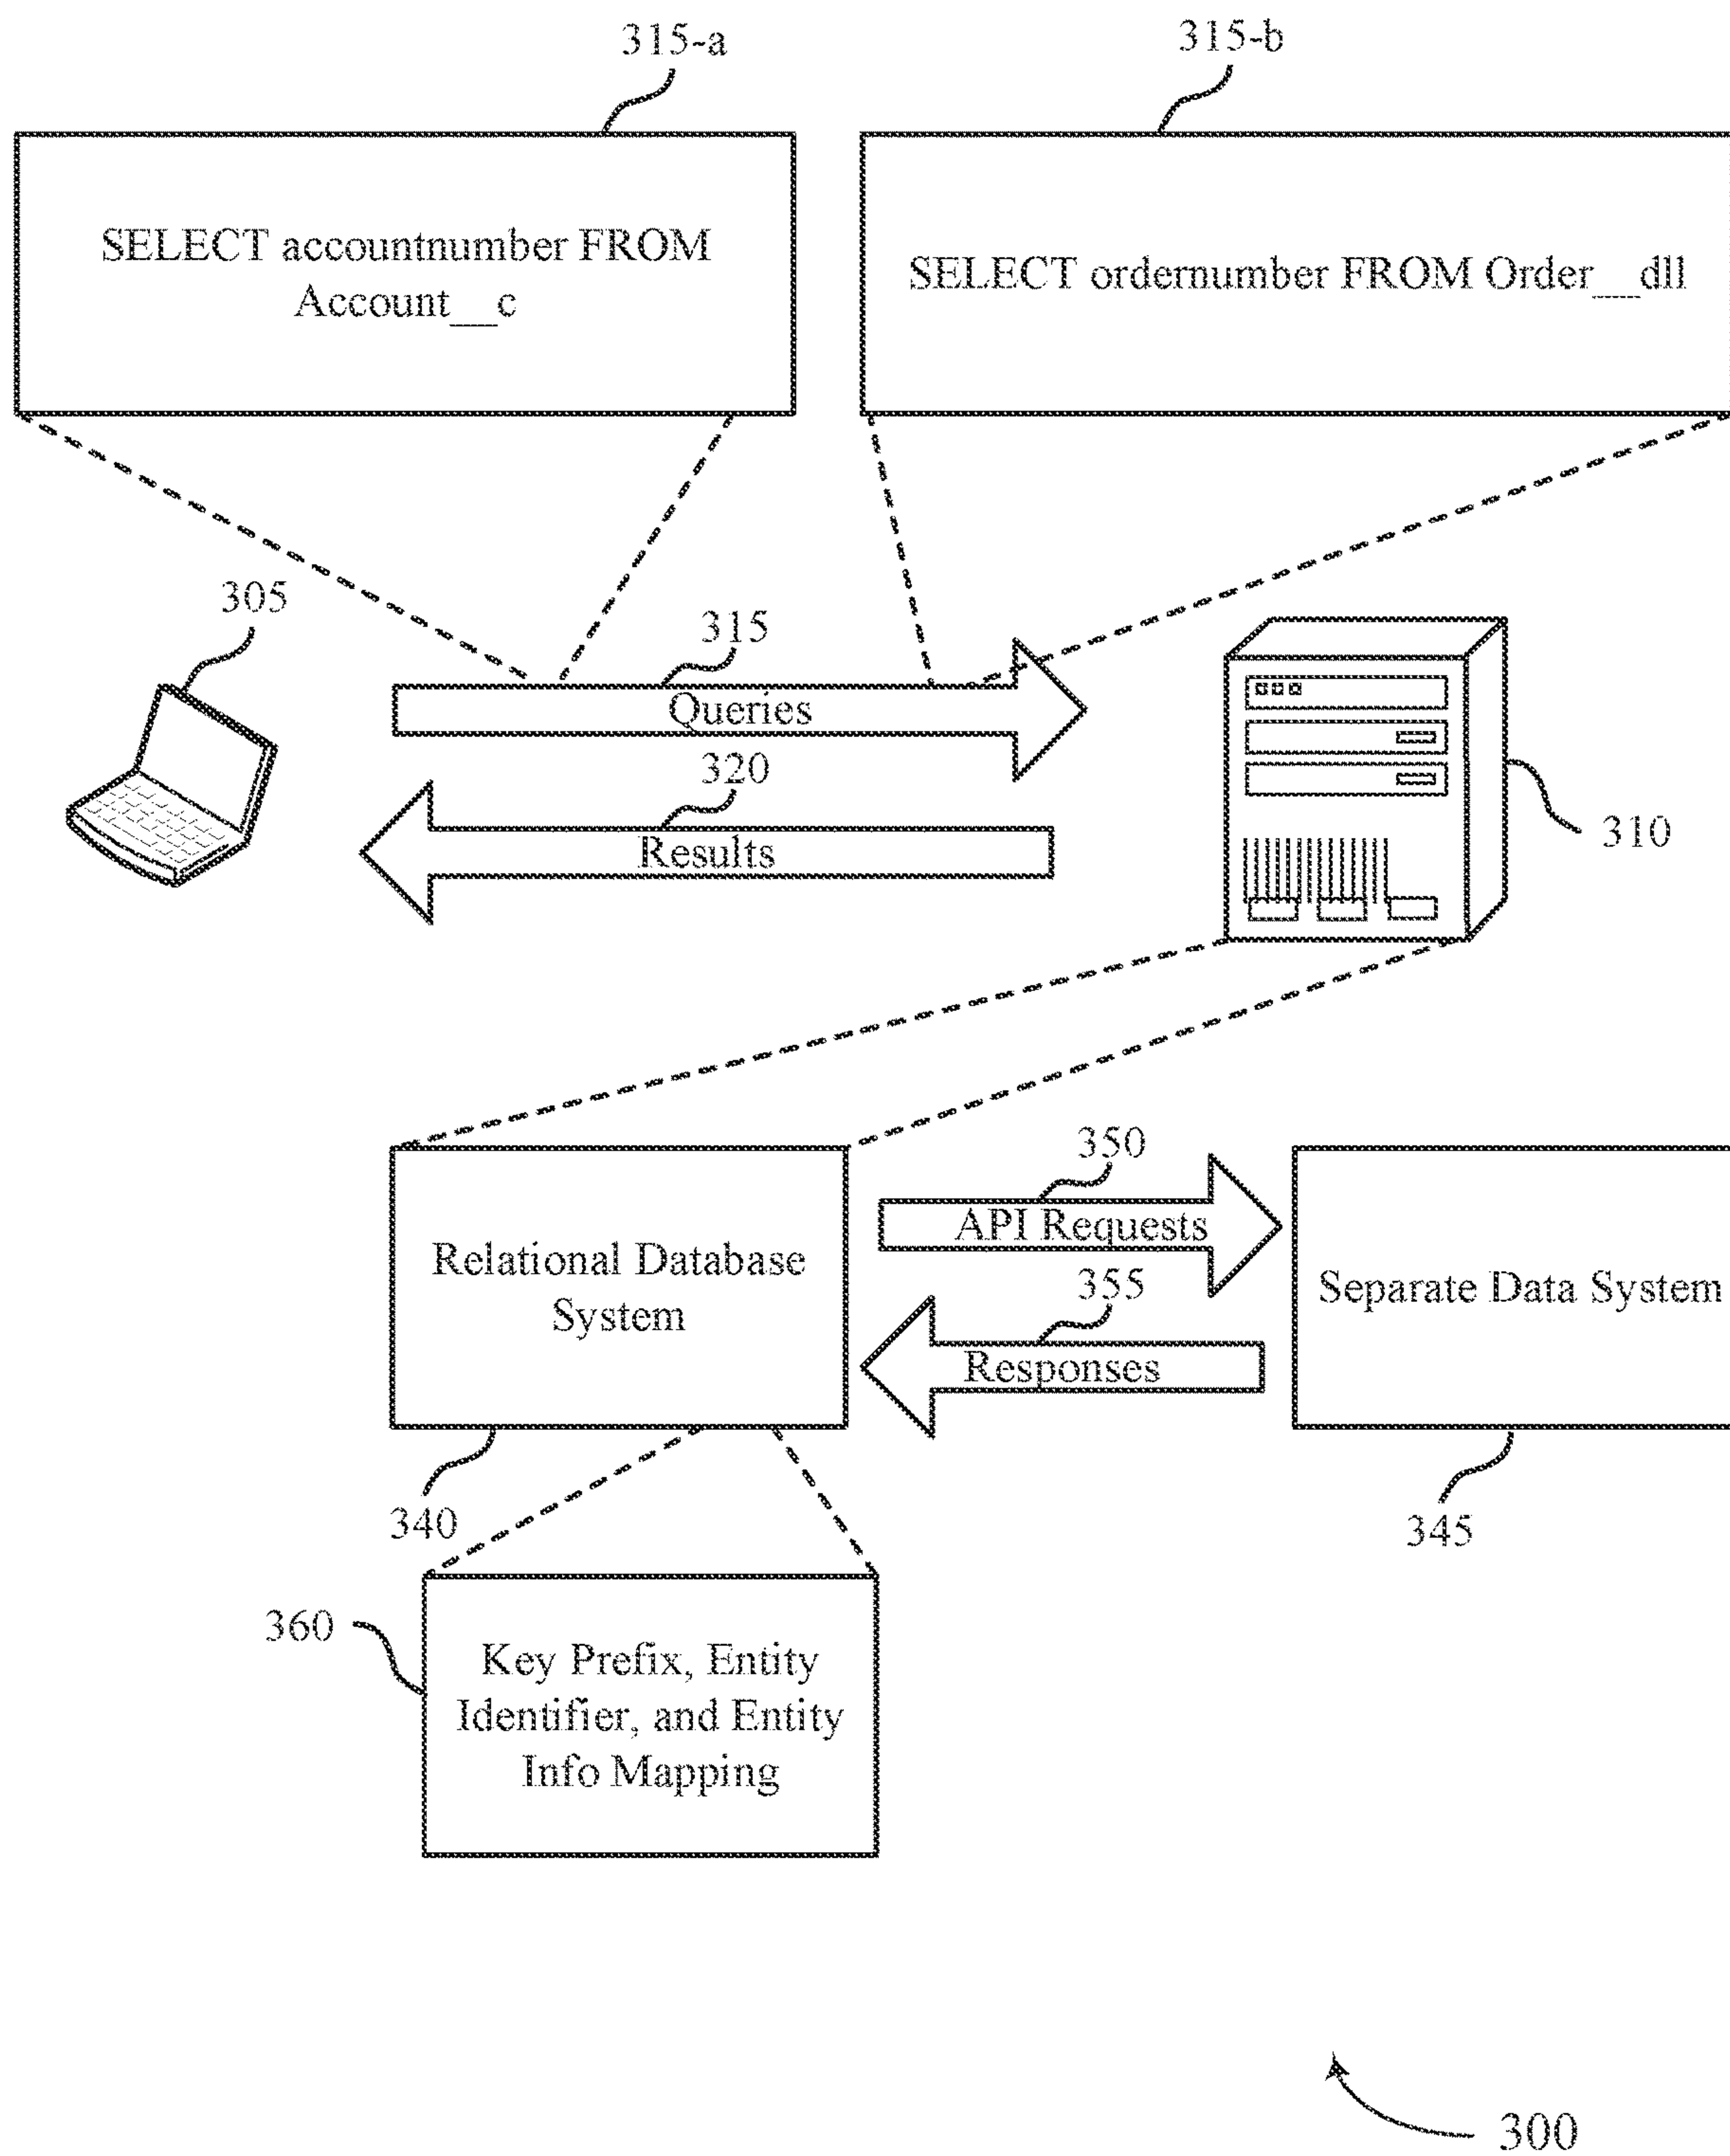 315-a
315-b
SELECT accountnumber FROM
Account__c
SELECT ordernumber FROM Order__dll
305
315
Queries
320
Results
310
350
API Requests
Relational Database
System
Separate Data System
355
Responses
340
345
360
Key Prefix, Entity
Identifier, and Entity
Info Mapping
300